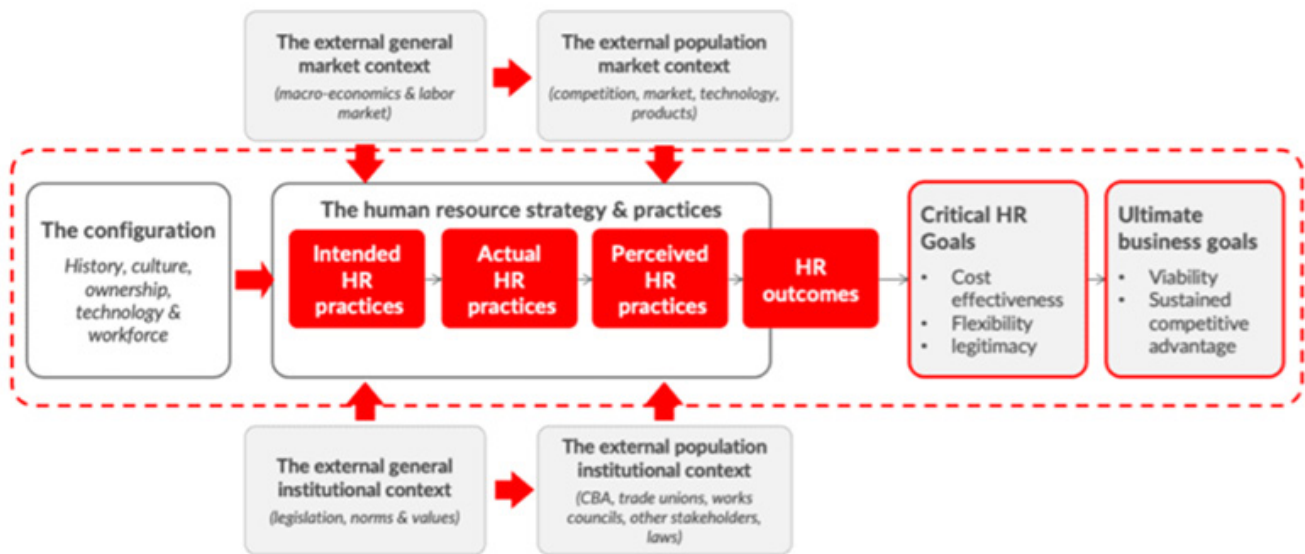 The external general
market context
(macro-economics & labor
market)
The external population
market context
(competition, market, technology,
products)
The configuration
History, culture,
ownership,
technology &
workforce
The human resource strategy & practices
Intended
HR
practices
Actual
HR
practices
Perceived
HR
practices
HR
outcomes
Critical HR
Goals
• Cost
effectiveness
• Flexibility
• legitimacy
Ultimate
business goals
• Viability
• Sustained
competitive
advantage
The external general
institutional context
(legislation, norms & values)
The external population
institutional context
(CBA, trade unions, works
councils, other stakeholders,
laws)